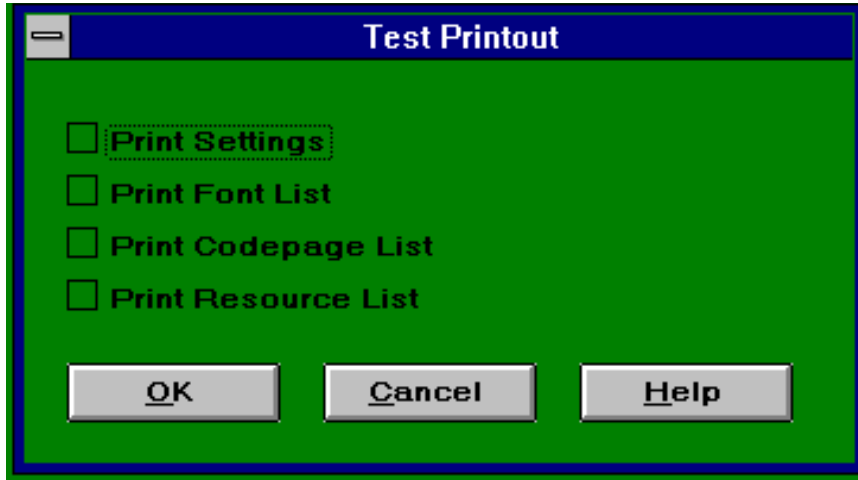 Test Printout
Print Settings
Print Font List
Print Codepage List
Print Resource List
OK Cancel Help